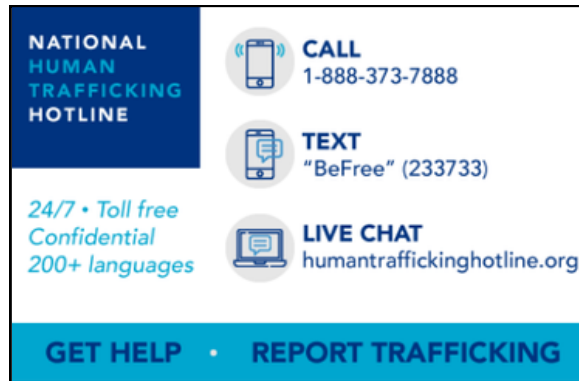 NATIONAL
HUMAN
TRAFFICKING
HOTLINE
24/7 • Toll free
Confidential
200+ languages
CALL
1-888-373-7888
TEXT
“BeFree” (233733)
LIVE CHAT
humantraffickinghotline.org
GET HELP • REPORT TRAFFICKING